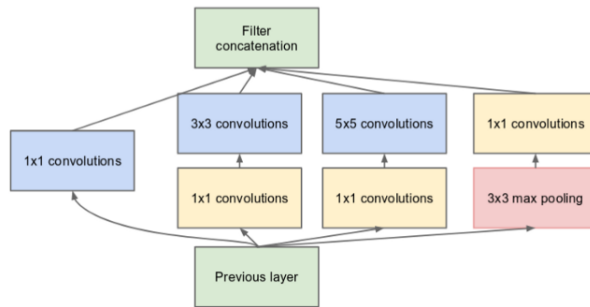 Filter
concatenation
3x3 convolutions
5x5 convolutions
1x1 convolutions
1x1 convolutions
1x1 convolutions
1x1 convolutions
3x3 max pooling
Previous layer